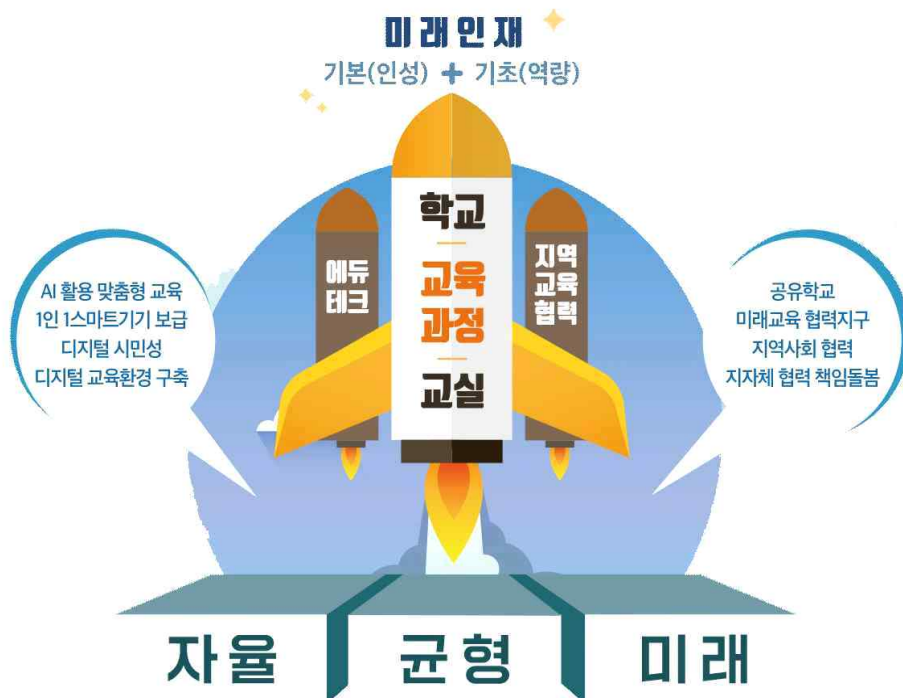 미래인재
기본(인성) + 기초(역량)
학교
교육
과정
교실
에듀
테크
지역
교육
협력
AI 활용 맞춤형 교육
1인 1스마트기기 보급
디지털 시민성
디지털 교육환경 구축
공유학교
미래교육 협력지구
지역사회 협력
지자체 협력 책임돌봄
자율
균형
미래